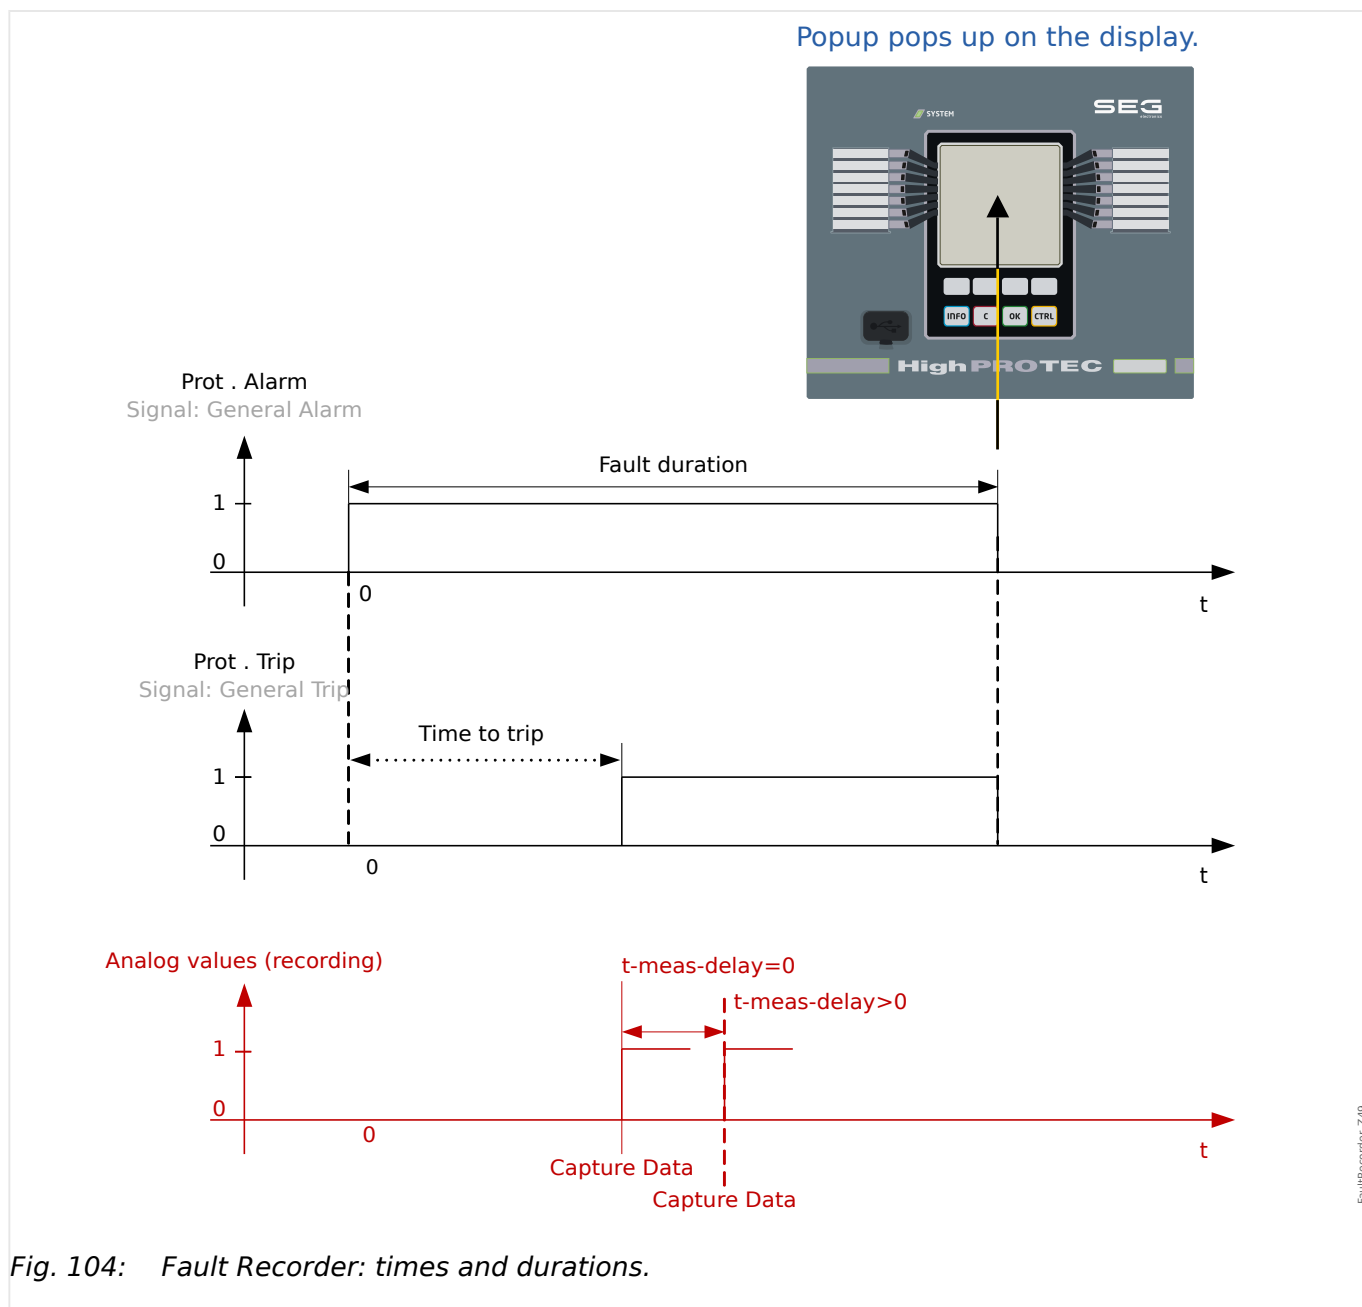 Popup pops up on the display.
SYSTEM
SEG
INFO
C
OK
CTRL
HighPROTEC
Prot . Alarm
Signal: General Alarm
Fault duration
1
0
0
t
Prot . Trip
Signal: General Trip
Time to trip
1
0
0
t
Analog values (recording)
t-meas-delay=0
t-meas-delay>0
1
0
0
t
Capture Data
Capture Data
FaultRecorder_Z49
Fig. 104: Fault Recorder: times and durations.